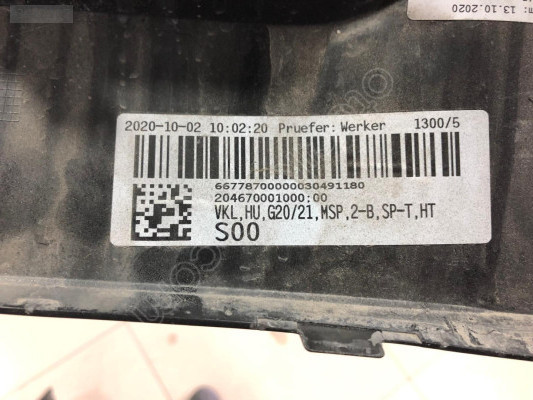 m: 13.10.2020
2020-10-02 10:02:20 Pruefer: Werker 1300/5
66778700000030491180
204670001000;00
VKL,HU,G20/21,MSP,2-B,SP-T,HT
S00